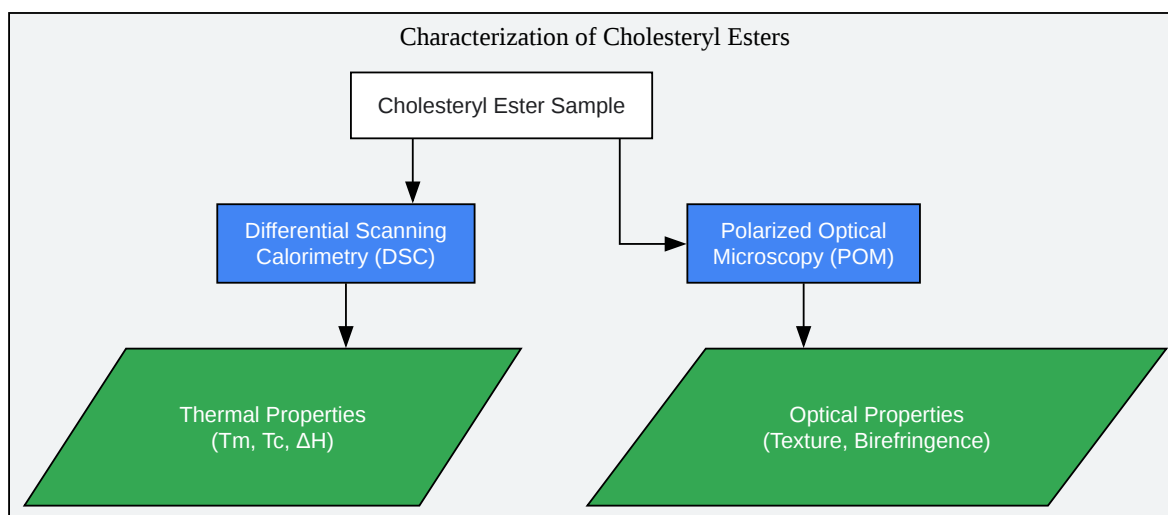 Characterization of Cholesteryl Esters
Cholesteryl Ester Sample
Differential Scanning
Calorimetry (DSC)
Polarized Optical
Microscopy (POM)
Thermal Properties
(Tm, Tc, ΔH)
Optical Properties
(Texture, Birefringence)